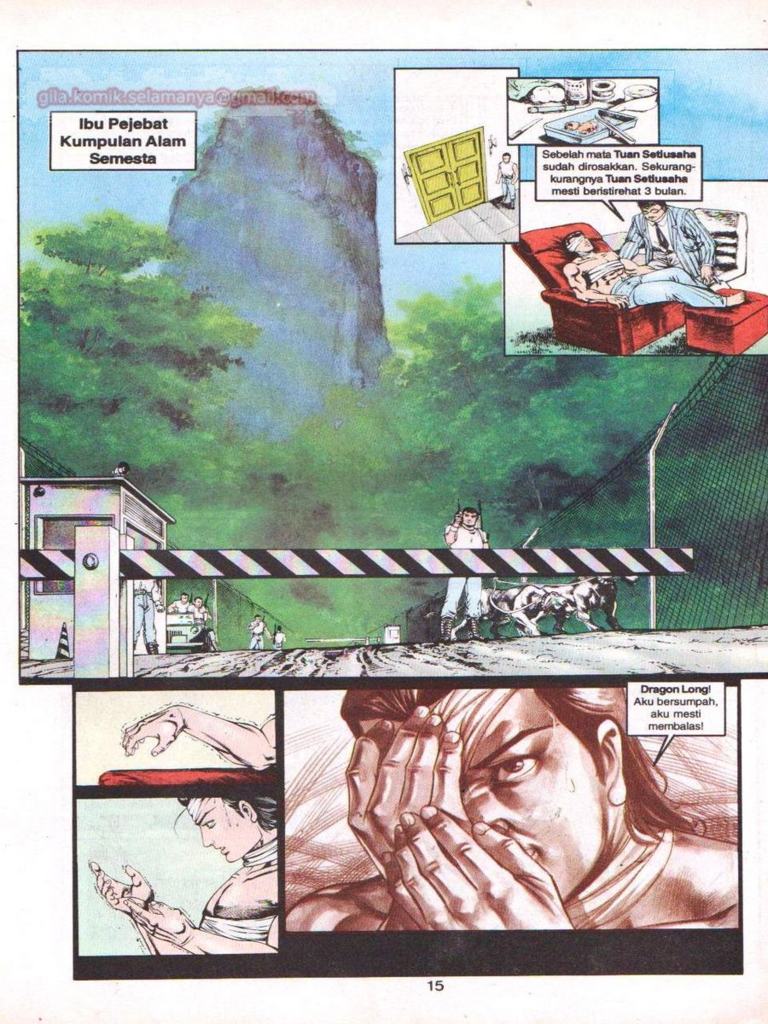 gila.komik.selamanya@gmail.com
Ibu Pejebat
Kumpulan Alam
Semesta
Sebelah mata Tuan Setiusaha
sudah dirosakkan. Sekurang-
kurangnya Tuan Setiusaha
mesti beristirehat 3 bulan.
Dragon Long!
Aku bersumpah,
aku mesti
membalas!
15